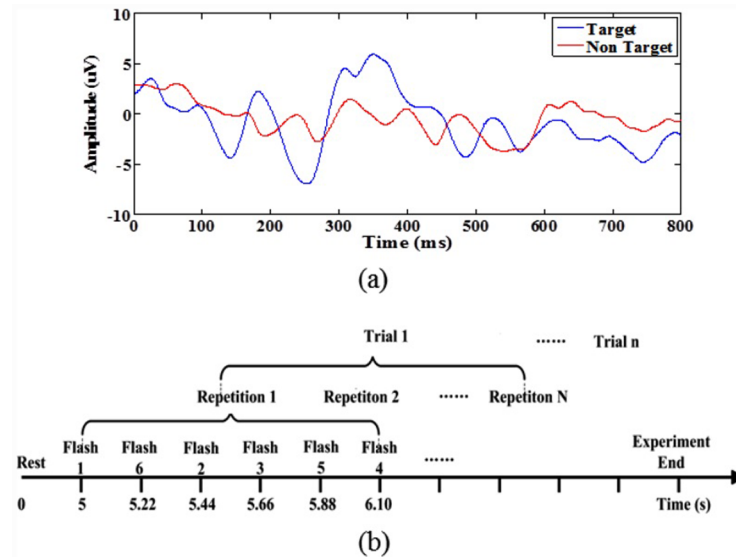 10
5
0
-5
-10
Amplitude (uV)
Target
Non Target
0 100 200 300 400 500 600 700 800
Time (ms)
(a)
Trial 1 ...... Trial n
Repetition 1 Repetiton 2 ...... Repetiton N
Rest Flash 1 Flash 6 Flash 2 Flash 3 Flash 5 Flash 4 ...... Experiment End
0 5 5.22 5.44 5.66 5.88 6.10 Time (s)
(b)